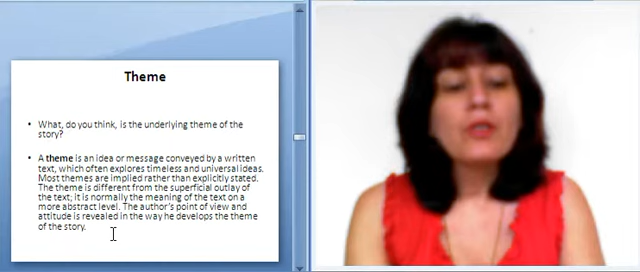 Theme
• What, do you think, is the underlying theme of the
story?
• A theme is an idea or message conveyed by a written
text, which often explores timeless and universal ideas.
Most themes are implied rather than explicitly stated.
The theme is different from the superficial outlay of
the text; it is normally the meaning of the text on a
more abstract level. The author's point of view and
attitude is revealed in the way he develops the theme
of the story.